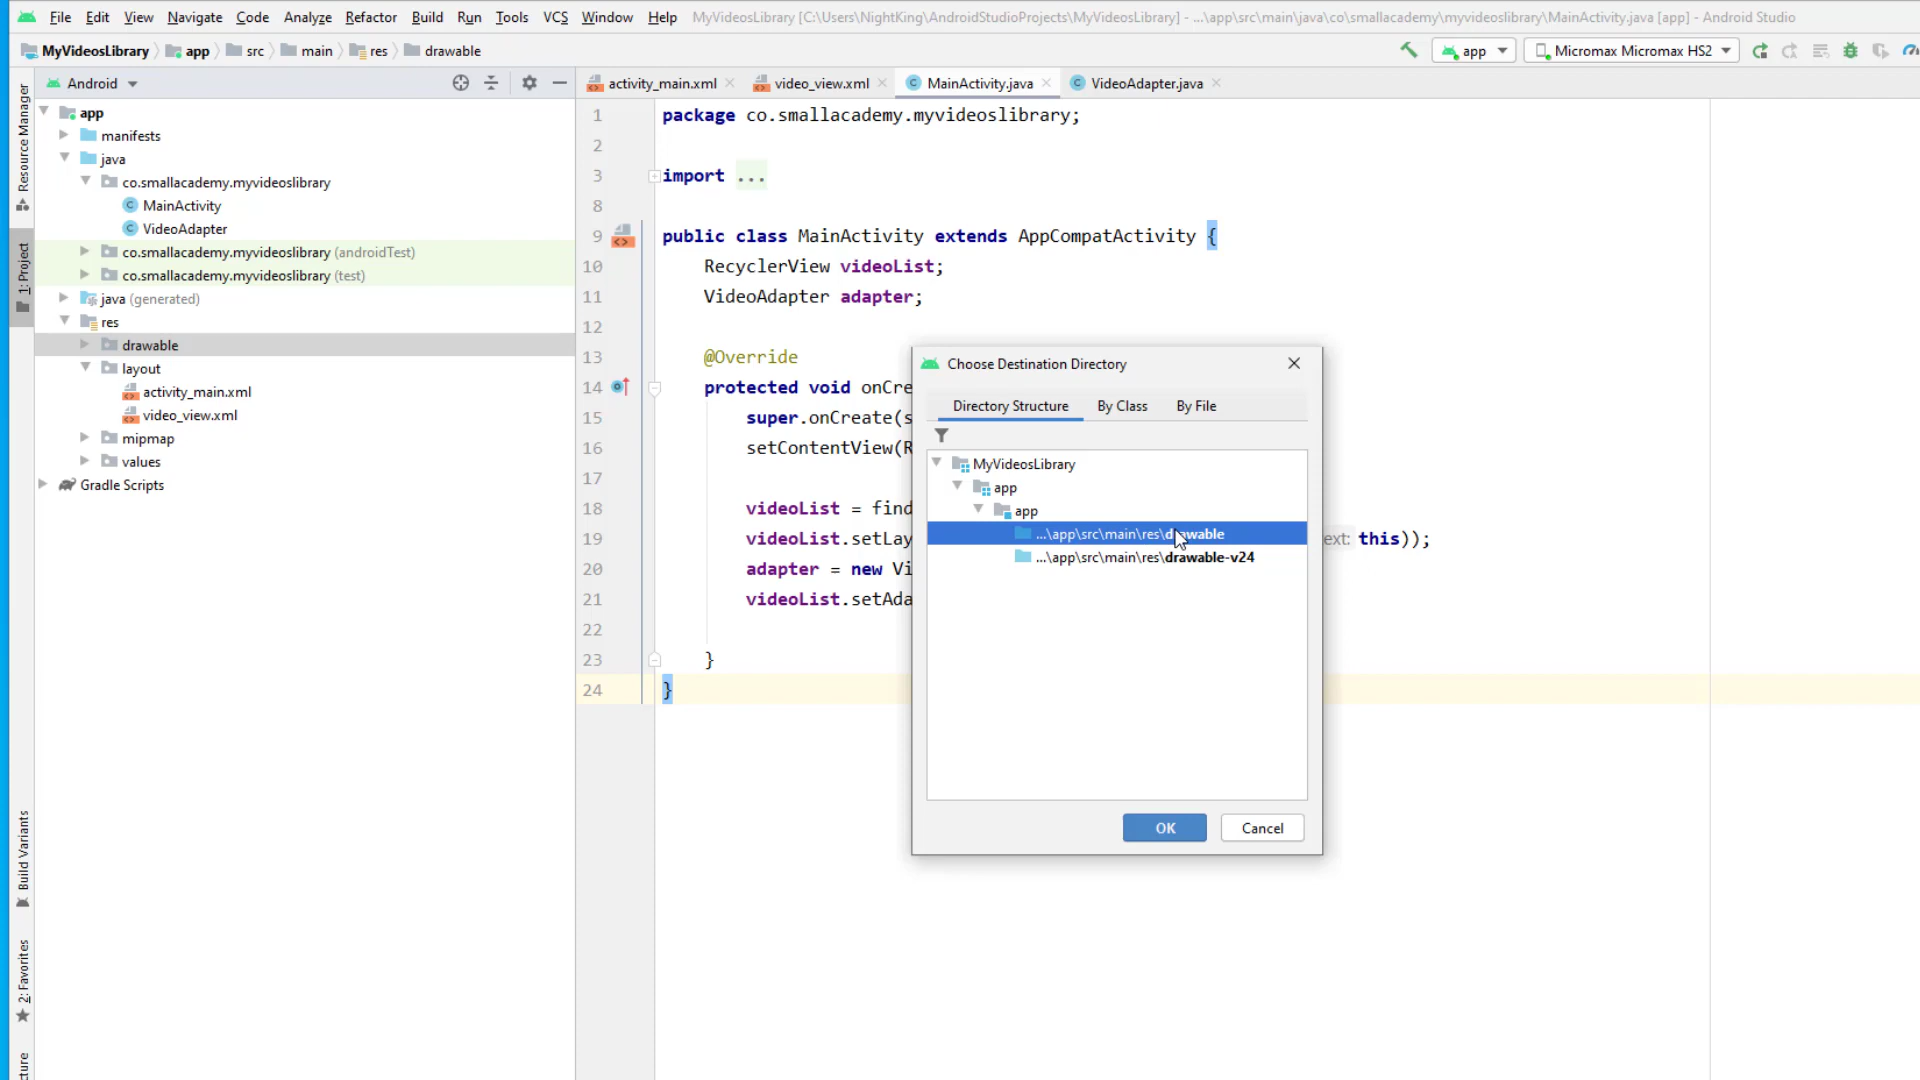 File Edit View Navigate Code Analyze Refactor Build Run Tools VCS Window Help MyVideosLibrary [C:\Users\NightKing\AndroidStudioProjects\MyVideosLibrary] - ...\app\src\main\java\co\smallacademy\myvideoslibrary\MainActivity.java [app] - Android Studio
MyVideosLibrary app src main res drawable app Micromax Micromax HS2
Android activity_main.xml video_view.xml MainActivity.java VideoAdapter.java
Resource Manager
1: Project
Build Variants
2: Favorites
app
manifests
java
co.smallacademy.myvideoslibrary
MainActivity
VideoAdapter
co.smallacademy.myvideoslibrary (androidTest)
co.smallacademy.myvideoslibrary (test)
java (generated)
res
drawable
layout
activity_main.xml
video_view.xml
mipmap
values
Gradle Scripts
1 package co.smallacademy.myvideoslibrary;
2
3 import ...
8
9 public class MainActivity extends AppCompatActivity {
10 RecyclerView videoList;
11 VideoAdapter adapter;
12
13 @Override
14 protected void onCre
15 super.onCreate(s
16 setContentView(R
17
18 videoList = find
19 videoList.setLay ext: this));
20 adapter = new Vi
21 videoList.setAda
22
23 }
24 }
Choose Destination Directory
Directory Structure By Class By File
MyVideosLibrary
app
app
...\app\src\main\res\drawable
...\app\src\main\res\drawable-v24
OK Cancel